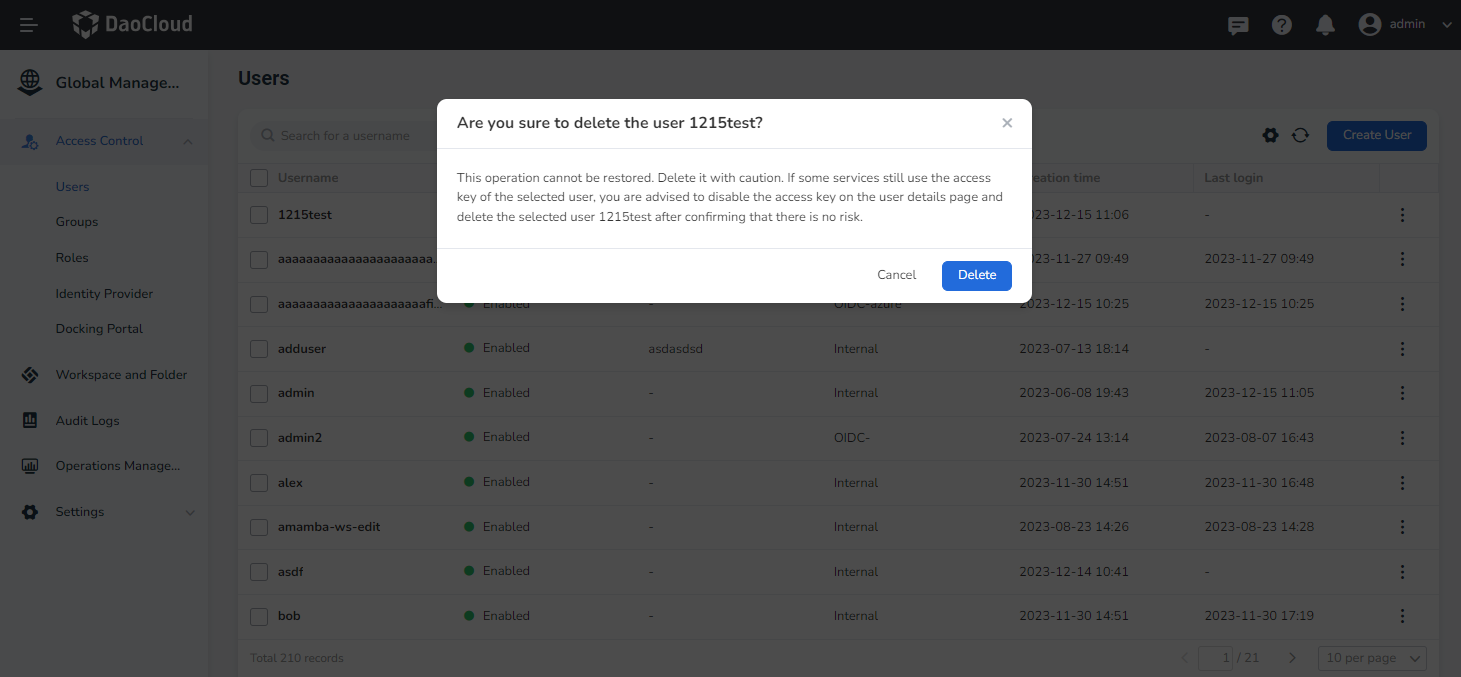 DaoCloud
admin
Global Manage...
Users
Are you sure to delete the user 1215test?
Access Control
Search for a username
Create User
This operation cannot be restored. Delete it with caution. If some services still use the access
key of the selected user, you are advised to disable the access key on the user details page and
delete the selected user 1215test after confirming that there is no risk.
Username
eation time
Last login
Users
1215test
2023-12-15 11:06
-
Groups
Roles
aaaaaaaaaaaaaaaaaaaaaa...
2023-11-27 09:49
2023-11-27 09:49
Cancel
Delete
Identity Provider
aaaaaaaaaaaaaaaaaaaaafi...
Enabled
-
OIDC-azure
2023-12-15 10:25
2023-12-15 10:25
Docking Portal
adduser
Enabled
asdasdsd
Internal
2023-07-13 18:14
-
Workspace and Folder
admin
Enabled
-
Internal
2023-06-08 19:43
2023-12-15 11:05
Audit Logs
admin2
Enabled
-
OIDC-
2023-07-24 13:14
2023-08-07 16:43
Operations Manage...
alex
Enabled
-
Internal
2023-11-30 14:51
2023-11-30 16:48
Settings
amamba-ws-edit
Enabled
-
Internal
2023-08-23 14:26
2023-08-23 14:28
asdf
Enabled
-
Internal
2023-12-14 10:41
-
bob
Enabled
-
Internal
2023-11-30 14:51
2023-11-30 17:19
Total 210 records
1 / 21
10 per page